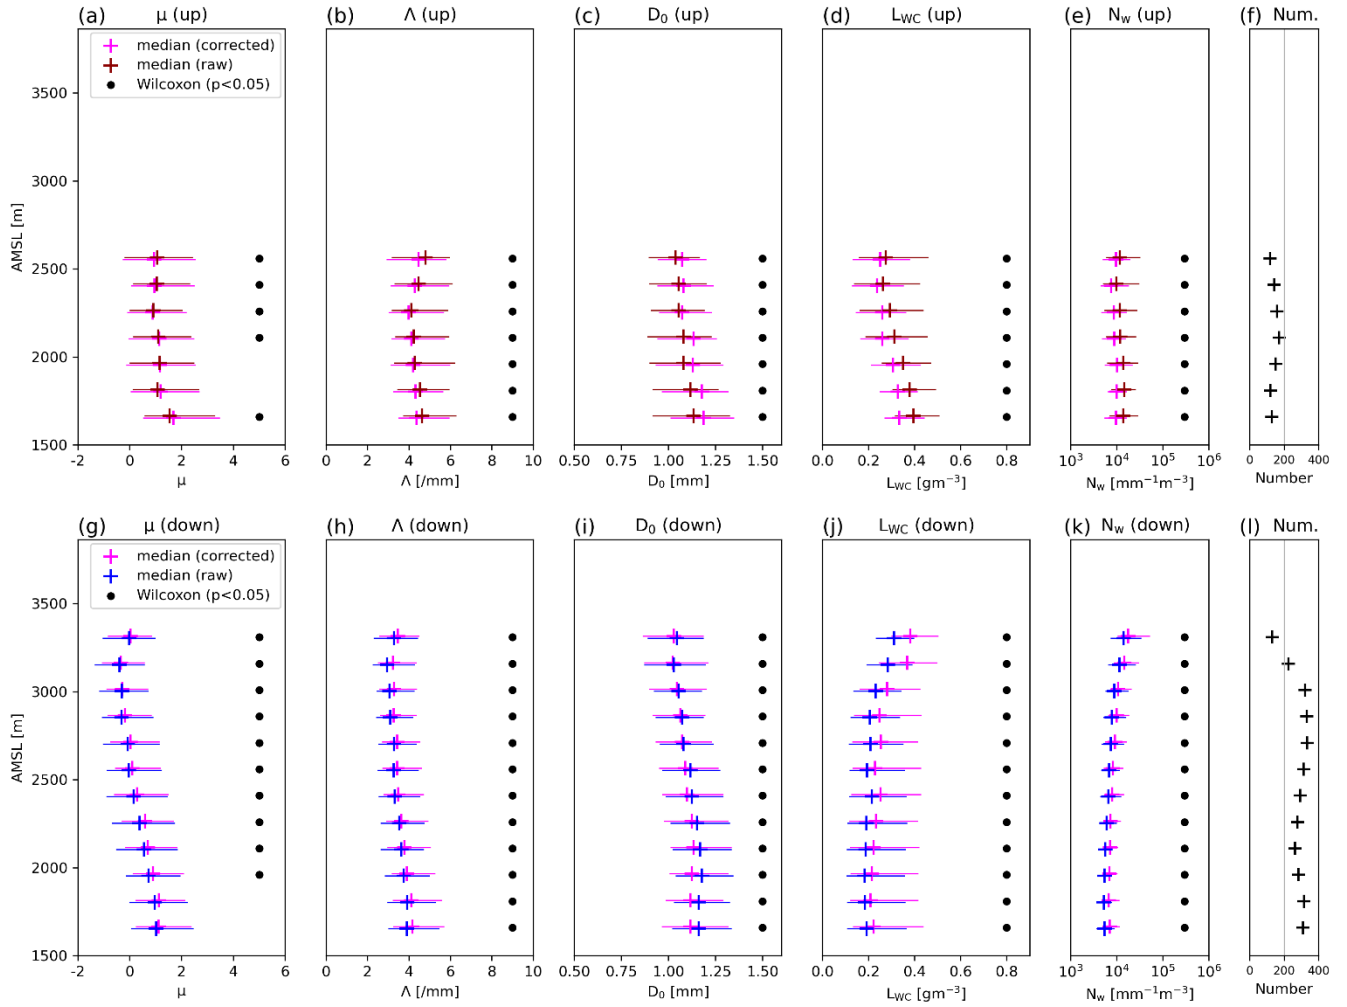 (a) μ (up) (b) Λ (up) (c) D₀ (up) (d) L_WC (up) (e) N_w (up) (f) Num.
median (corrected)
median (raw)
Wilcoxon (p<0.05)
3500
3000
2500
2000
1500
AMSL [m]
-2 0 2 4 6 0 2 4 6 8 10 0.50 0.75 1.00 1.25 1.50 0.0 0.2 0.4 0.6 0.8 10³ 10⁴ 10⁵ 10⁶ 0 200 400
μ Λ [/mm] D₀ [mm] L_WC [gm⁻³] N_w [mm⁻¹m⁻³] Number
(g) μ (down) (h) Λ (down) (i) D₀ (down) (j) L_WC (down) (k) N_w (down) (l) Num.
median (corrected)
median (raw)
Wilcoxon (p<0.05)
3500
3000
2500
2000
1500
AMSL [m]
-2 0 2 4 6 0 2 4 6 8 10 0.50 0.75 1.00 1.25 1.50 0.0 0.2 0.4 0.6 0.8 10³ 10⁴ 10⁵ 10⁶ 0 200 400
μ Λ [/mm] D₀ [mm] L_WC [gm⁻³] N_w [mm⁻¹m⁻³] Number